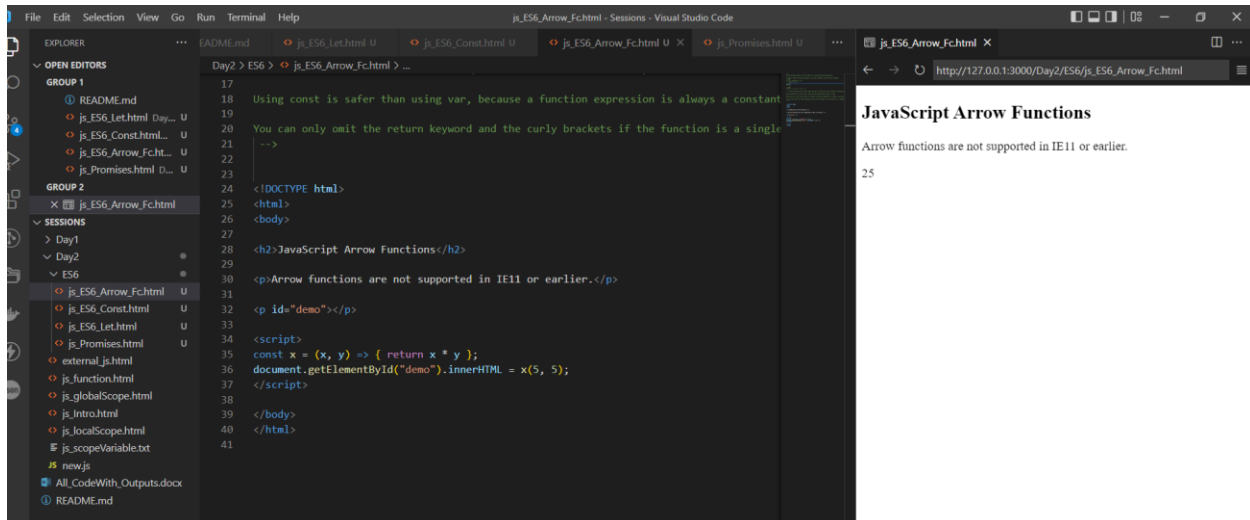 File Edit Selection View Go Run Terminal Help
js_ES6_Arrow_Fc.html - Sessions - Visual Studio Code
EXPLORER ...
OPEN EDITORS
GROUP 1
README.md
js_ES6_Let.html Day... U
js_ES6_Const.html... U
js_ES6_Arrow_Fc.ht... U
js_Promises.html D... U
GROUP 2
js_ES6_Arrow_Fc.html
SESSIONS
Day1
Day2
ES6
js_ES6_Arrow_Fc.html U
js_ES6_Const.html U
js_ES6_Let.html U
js_Promises.html U
external_js.html
js_function.html
js_globalScope.html
js_Intro.html
js_localScope.html
js_scopeVariable.txt
JS new.js
All_CodeWith_Outputs.docx
README.md
4
EADME.md js_ES6_Let.html U js_ES6_Const.html U js_ES6_Arrow_Fc.html U js_Promises.html U ...
Day2 > ES6 > js_ES6_Arrow_Fc.html > ...
17
18 Using const is safer than using var, because a function expression is always a constant
19
20 You can only omit the return keyword and the curly brackets if the function is a single
21 -->
22
23
24 <!DOCTYPE html>
25 <html>
26 <body>
27
28 <h2>JavaScript Arrow Functions</h2>
29
30 <p>Arrow functions are not supported in IE11 or earlier.</p>
31
32 <p id="demo"></p>
33
34 <script>
35 const x = (x, y) => { return x * y };
36 document.getElementById("demo").innerHTML = x(5, 5);
37 </script>
38
39 </body>
40 </html>
41
js_ES6_Arrow_Fc.html
http://127.0.0.1:3000/Day2/ES6/js_ES6_Arrow_Fc.html
JavaScript Arrow Functions
Arrow functions are not supported in IE11 or earlier.
25